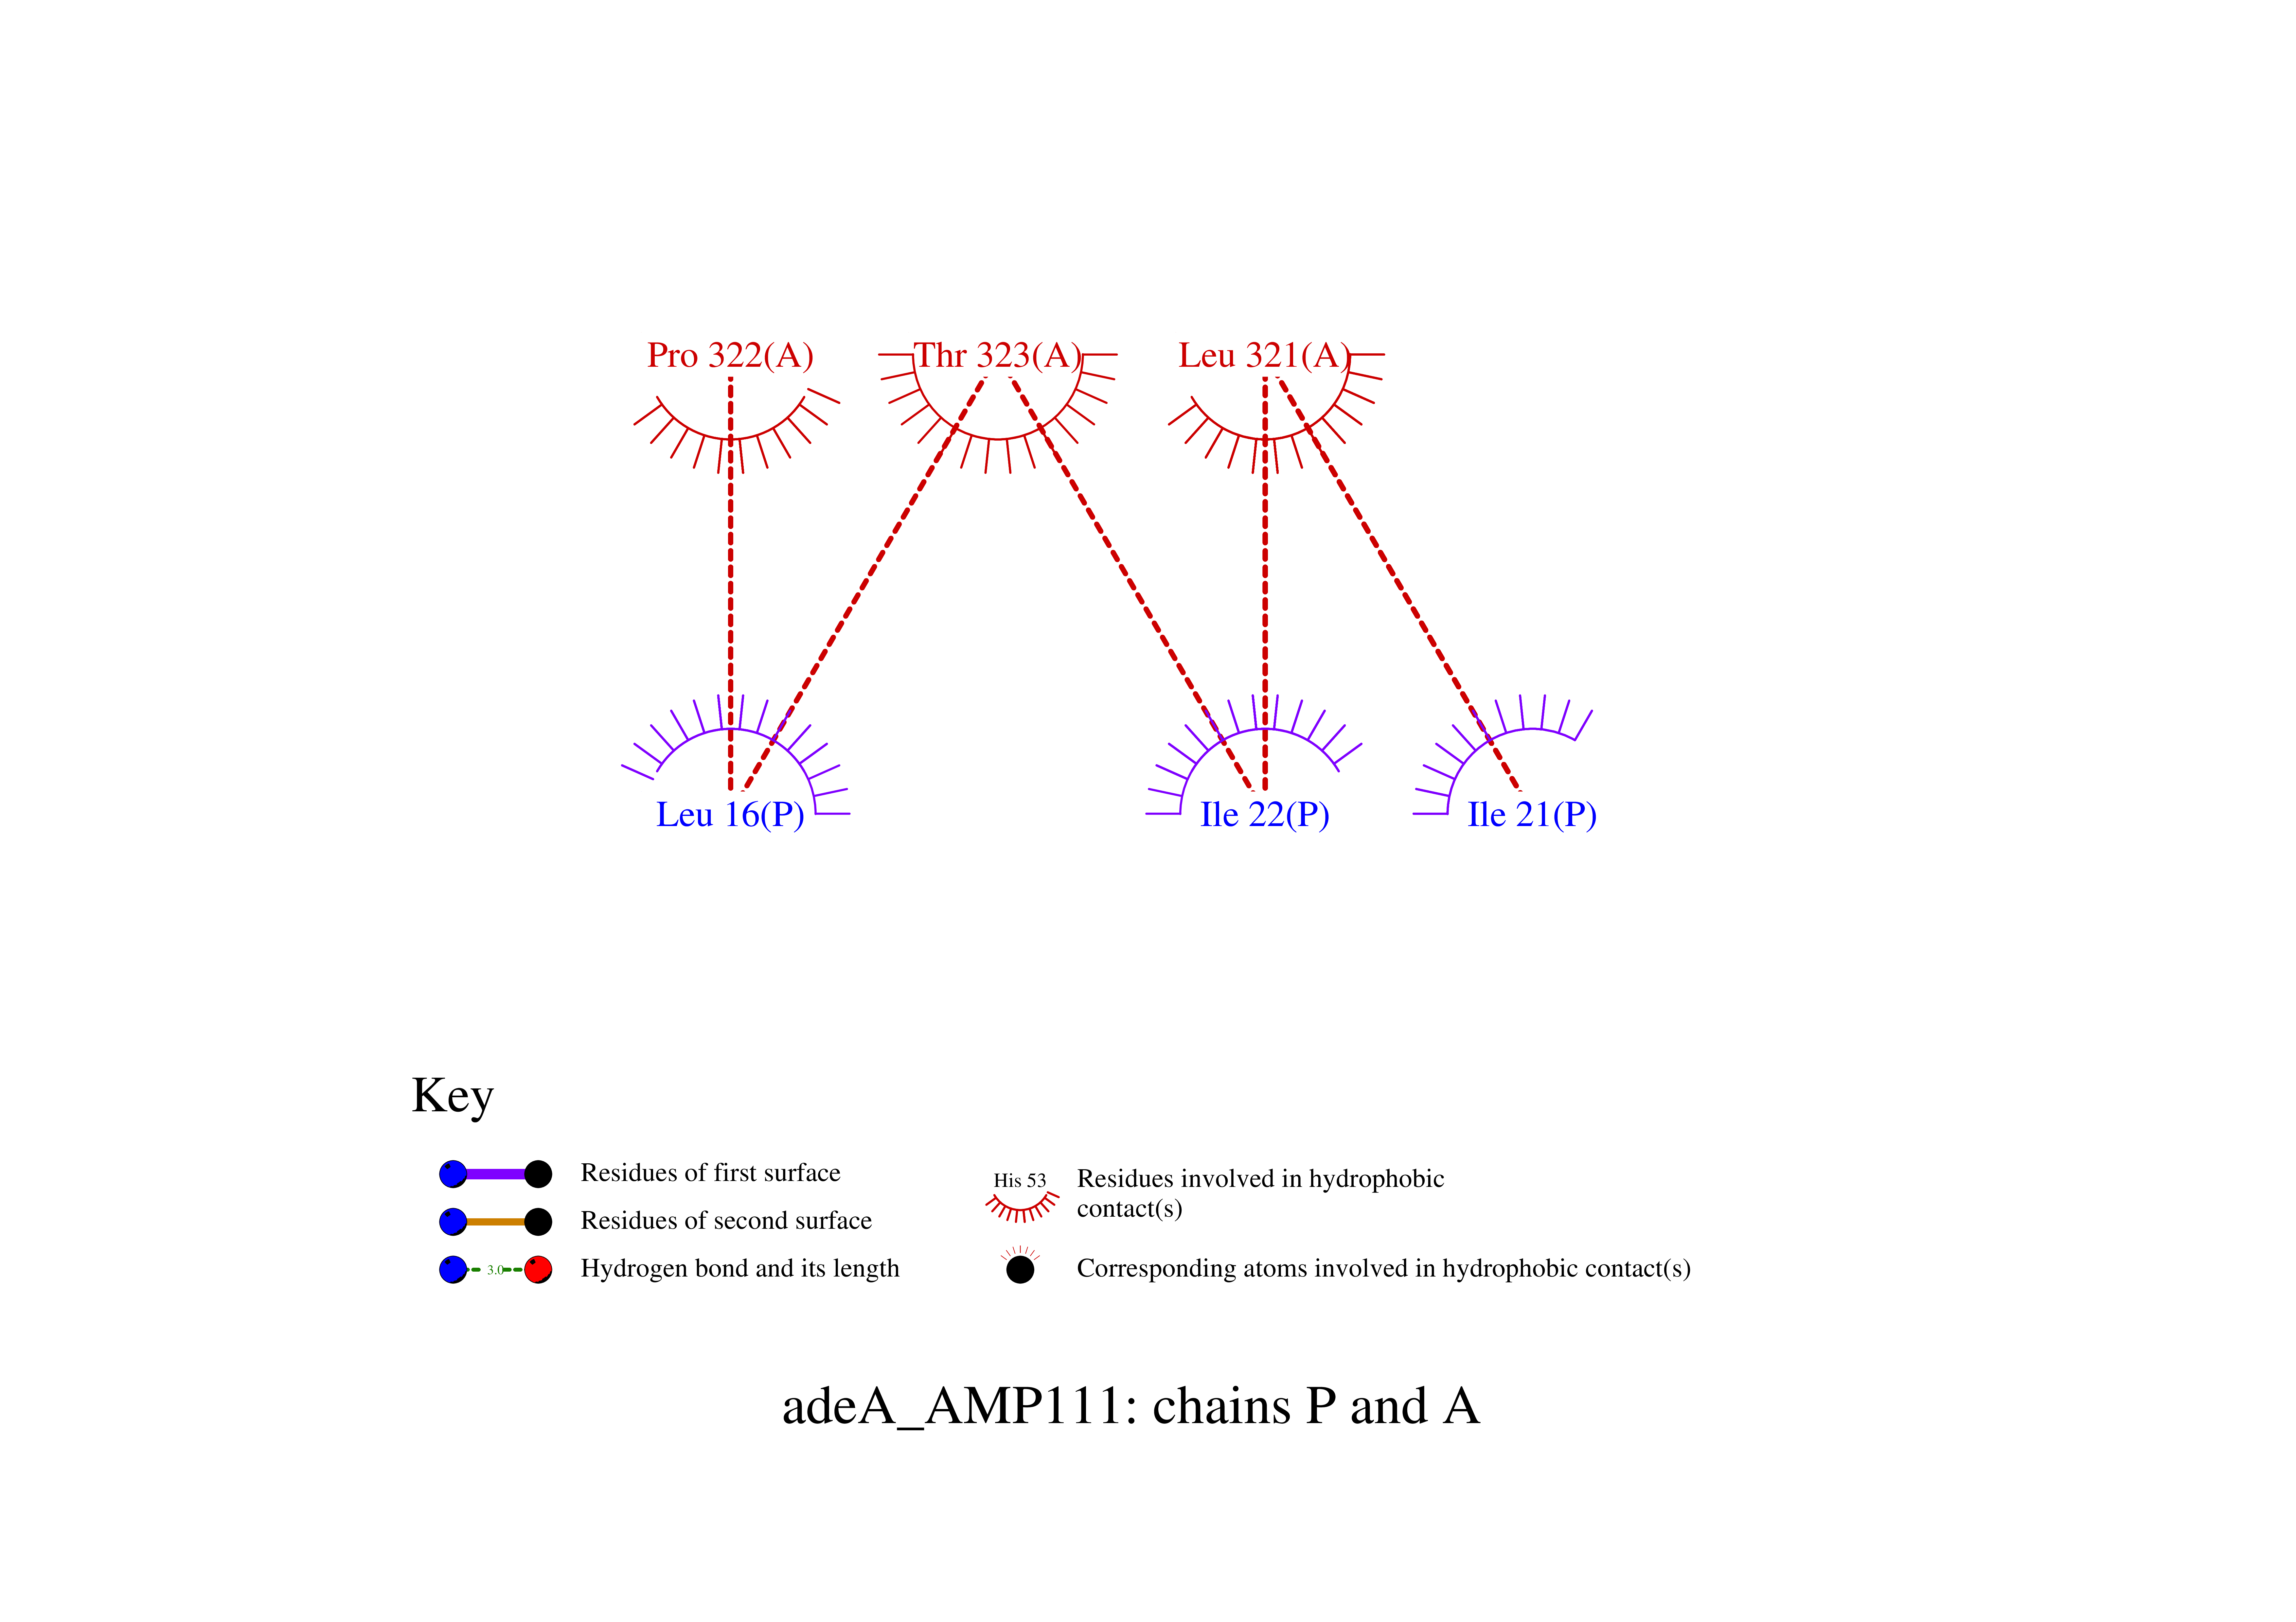 Pro 322(A) Thr 323(A) Leu 321(A)
Leu 16(P) Ile 22(P) Ile 21(P)
Key
Residues of first surface
Residues of second surface
3.0 Hydrogen bond and its length
His 53 Residues involved in hydrophobic
contact(s)
Corresponding atoms involved in hydrophobic contact(s)
adeA_AMP111: chains P and A